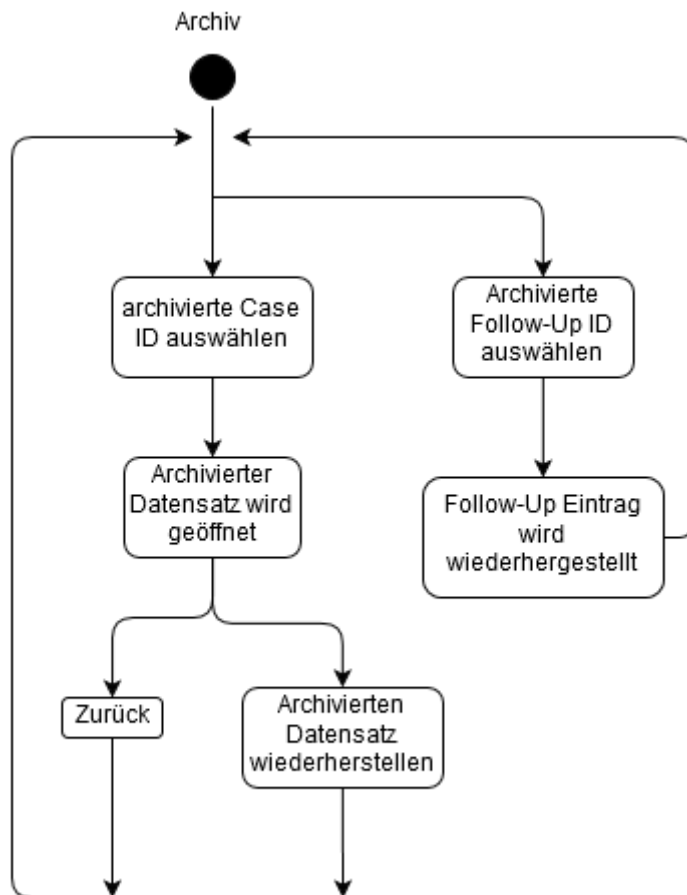 Archiv
archivierte Case
ID auswählen
Archivierte
Follow-Up ID
auswählen
Archivierter
Datensatz wird
geöffnet
Follow-Up Eintrag
wird
wiederhergestellt
Zurück
Archivierten
Datensatz
wiederherstellen